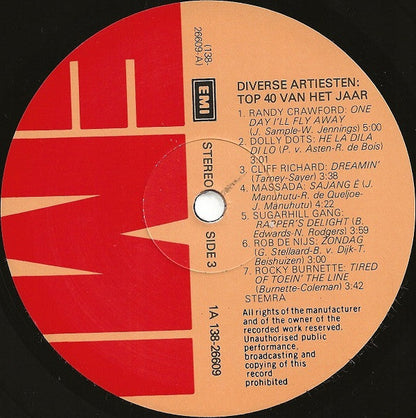 EMI
(138-
26609-A)
EMI
STEREO
SIDE 3
1A 138-26609
DIVERSE ARTIESTEN:
TOP 40 VAN HET JAAR
1. RANDY CRAWFORD: ONE
DAY I'LL FLY AWAY
(J. Sample-W. Jennings) 5:00
2. DOLLY DOTS: HE LA DILA
DI LO (P. v. Asten-R. de Bois)
3:01
3. CLIFF RICHARD: DREAMIN'
(Tarney-Sayer) 3:38
4. MASSADA: SAJANG É (J.
Manuhutu-R. de Queljoe-
J. Manuhutu) 4:22
5. SUGARHILL GANG:
RAPPER'S DELIGHT (B.
Edwards-N. Rodgers) 3:59
6. ROB DE NIJS: ZONDAG
(G. Stellaard-B. v. Dijk-T.
Beishuizen) 3:00
7. ROCKY BURNETTE: TIRED
OF TOEIN' THE LINE
(Burnette-Coleman) 3:42
STEMRA
All rights of the manufacturer
and of the owner of the
recorded work reserved.
Unauthorised public
performance,
broadcasting and
copying of this
record
prohibited